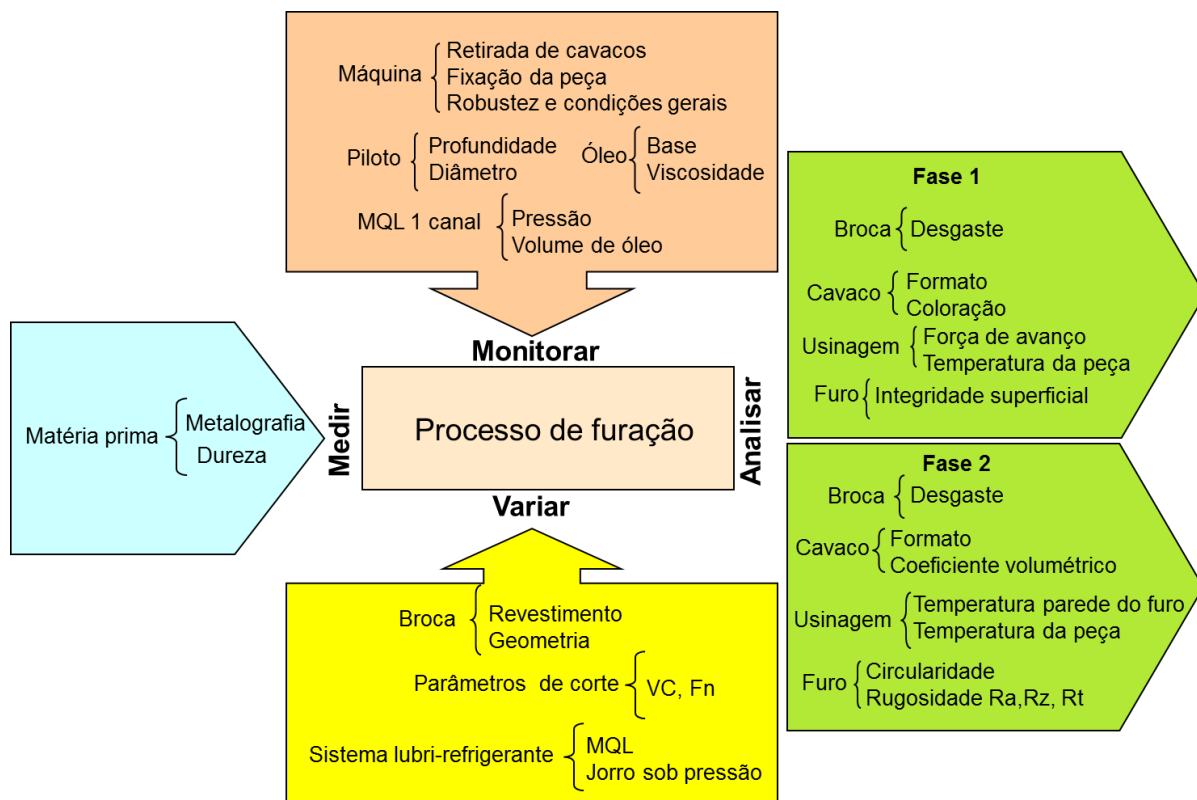 Máquina
Retirada de cavacos
Fixação da peça
Robustez e condições gerais
Piloto
Profundidade
Diâmetro
Óleo
Base
Viscosidade
MQL 1 canal
Pressão
Volume de óleo
Monitorar
Matéria prima
Metalografia
Dureza
Medir
Processo de furação
Analisar
Variar
Broca
Revestimento
Geometria
Parâmetros de corte
VC, Fn
Sistema lubri-refrigerante
MQL
Jorro sob pressão
Fase 1
Broca
Desgaste
Cavaco
Formato
Coloração
Usinagem
Força de avanço
Temperatura da peça
Furo
Integridade superficial
Fase 2
Broca
Desgaste
Cavaco
Formato
Coeficiente volumétrico
Usinagem
Temperatura parede do furo
Temperatura da peça
Furo
Circularidade
Rugosidade Ra,Rz, Rt